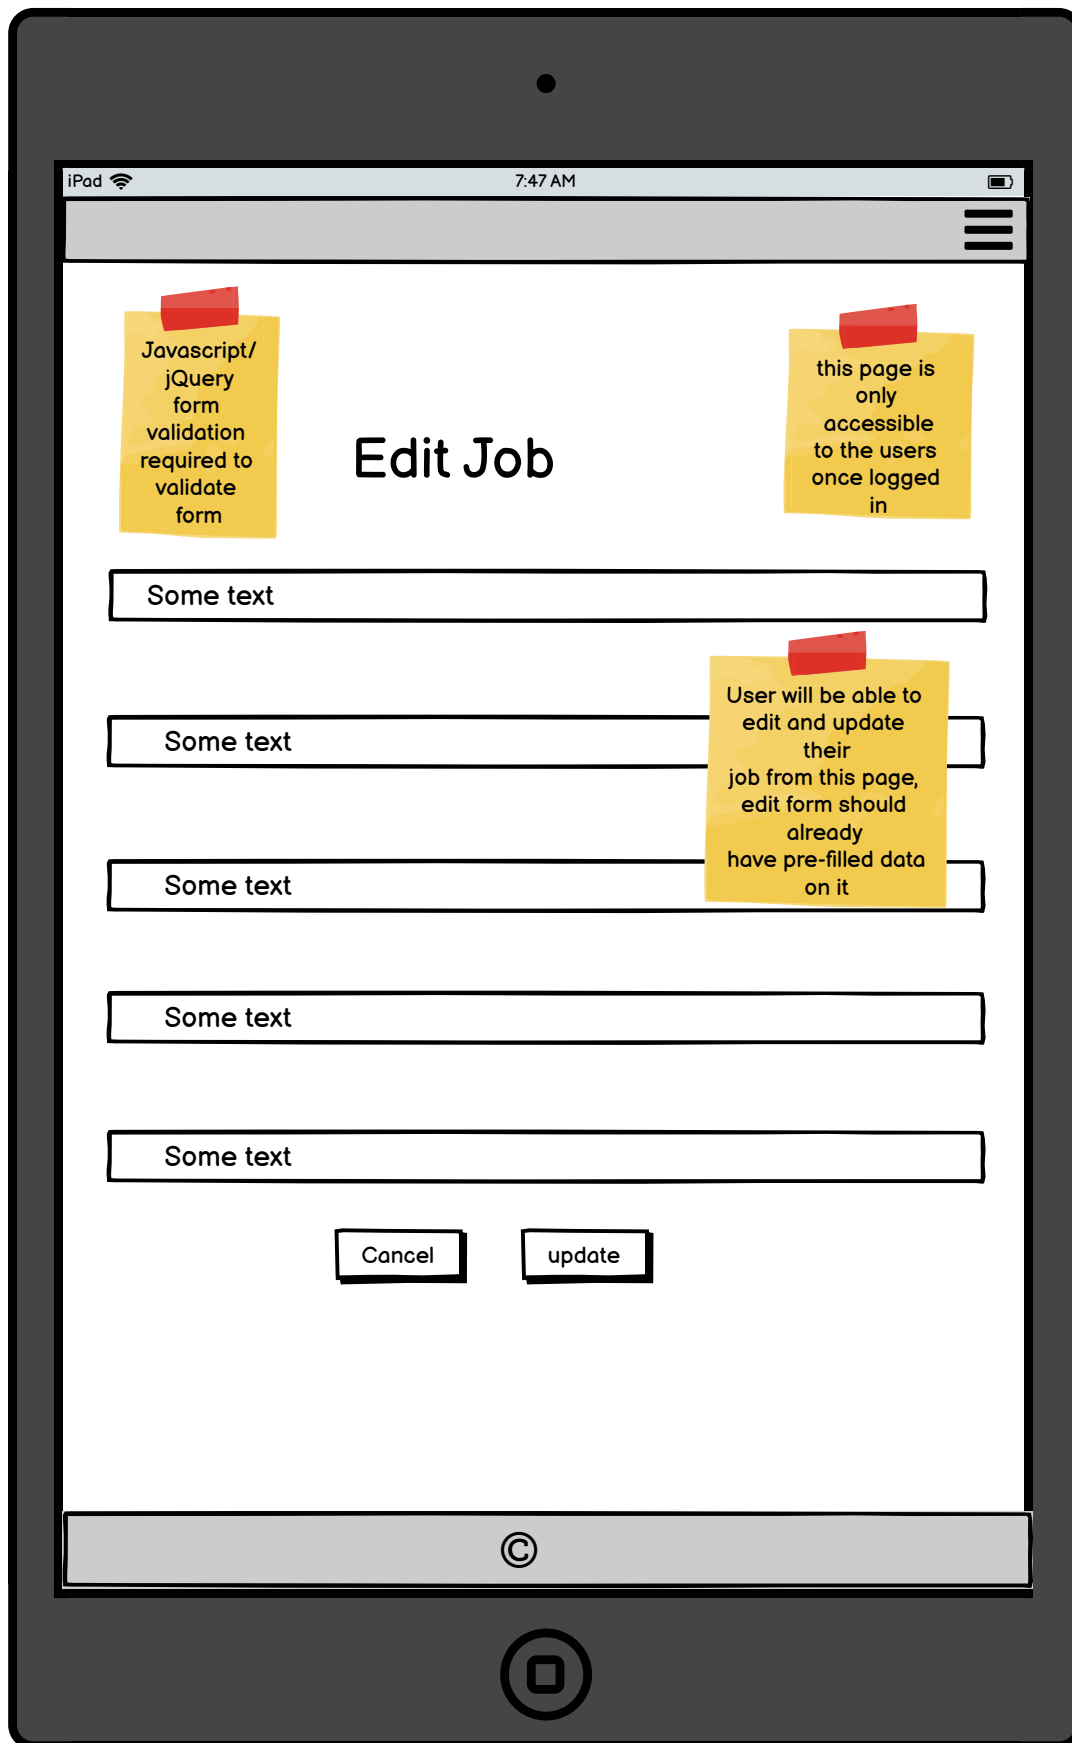 iPad
7:47 AM
Javascript/
jQuery
form
validation
required to
validate
form
Edit Job
this page is
only
accessible
to the users
once logged
in
Some text
User will be able to
edit and update
their
job from this page,
edit form should
already
have pre-filled data
on it
Some text
Some text
Some text
Some text
Cancel
update
©